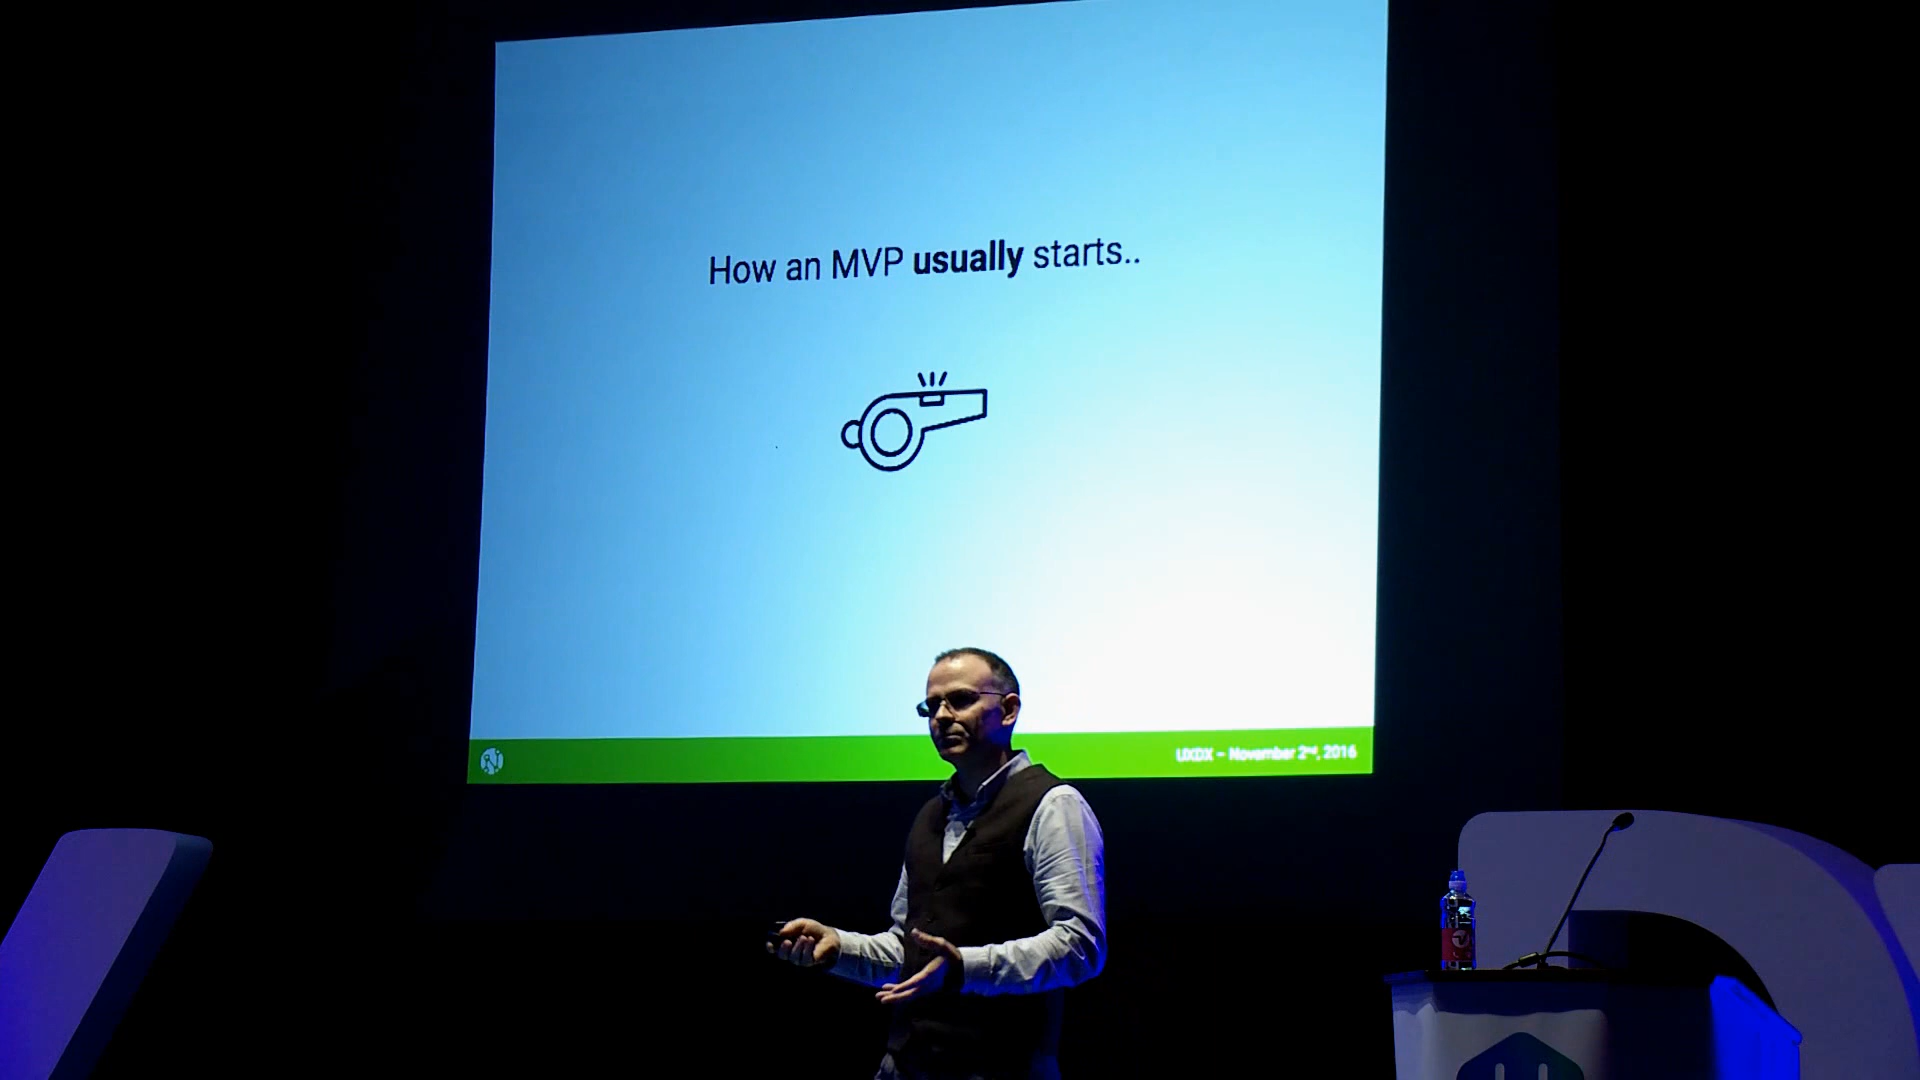 How an MVP usually starts..
UXDX – November 2nd, 2016